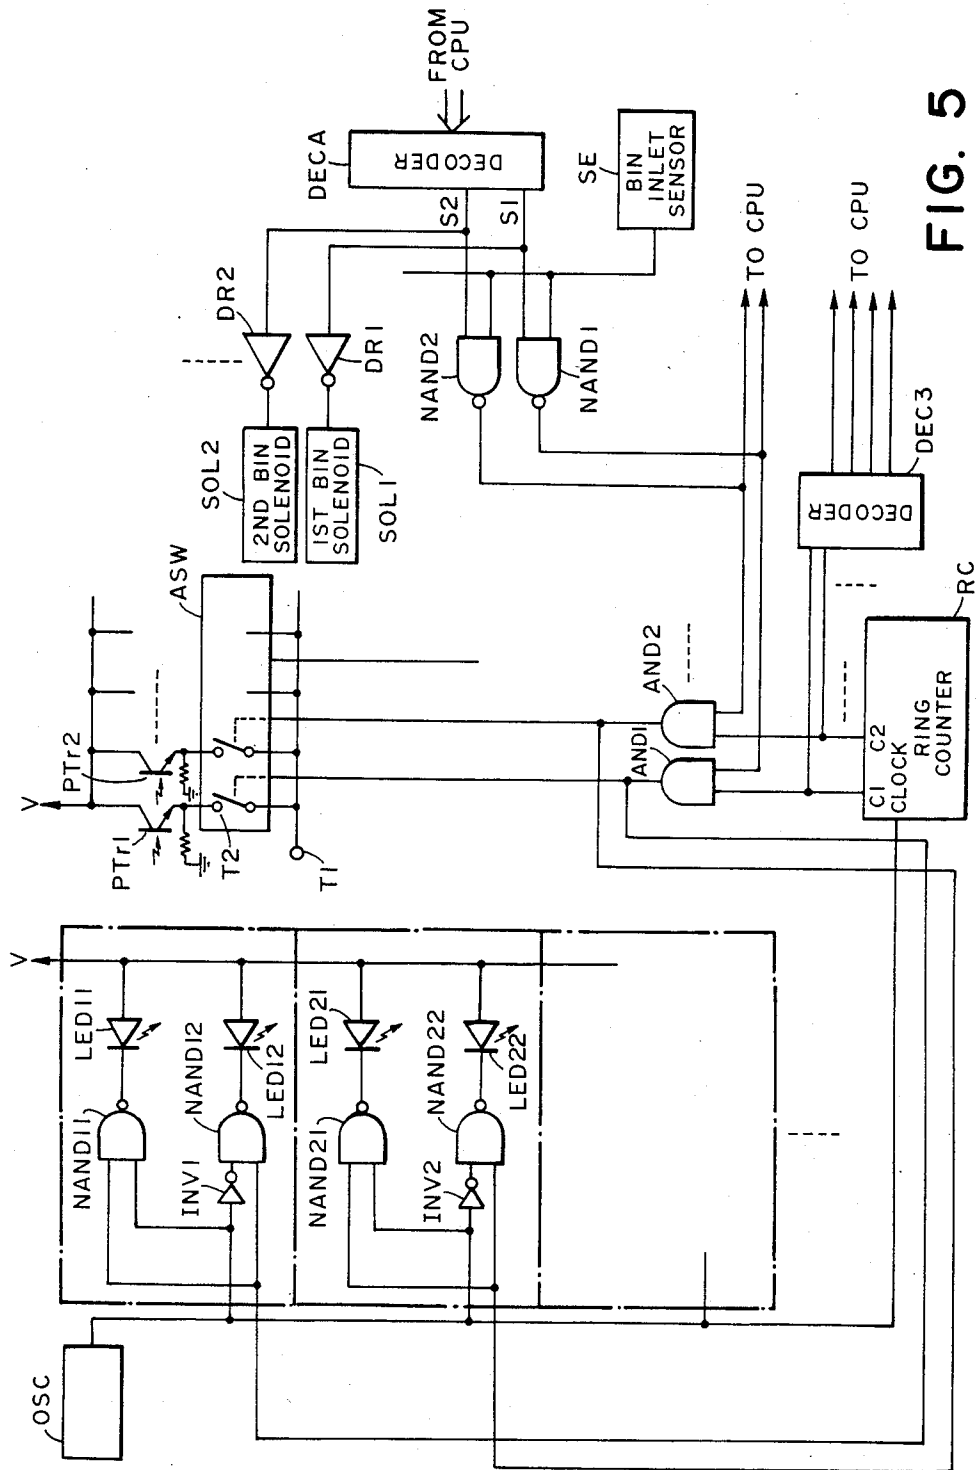 OSC
V
LED11
NAND11
NAND12
INV1
LED12
LED21
NAND21
NAND22
INV2
LED22
V
PTr1
PTr2
ASW
T2
T1
SOL2
2ND BIN
SOLENOID
1ST BIN
SOLENOID
SOL1
DR2
DR1
DECA
DECODER
FROM
CPU
S2
S1
NAND2
NAND1
SE
BIN
INLET
SENSOR
AND2
AND1
TO CPU
TO CPU
DEC3
DECODER
RC
C1
C2
CLOCK
RING
COUNTER
FIG. 5